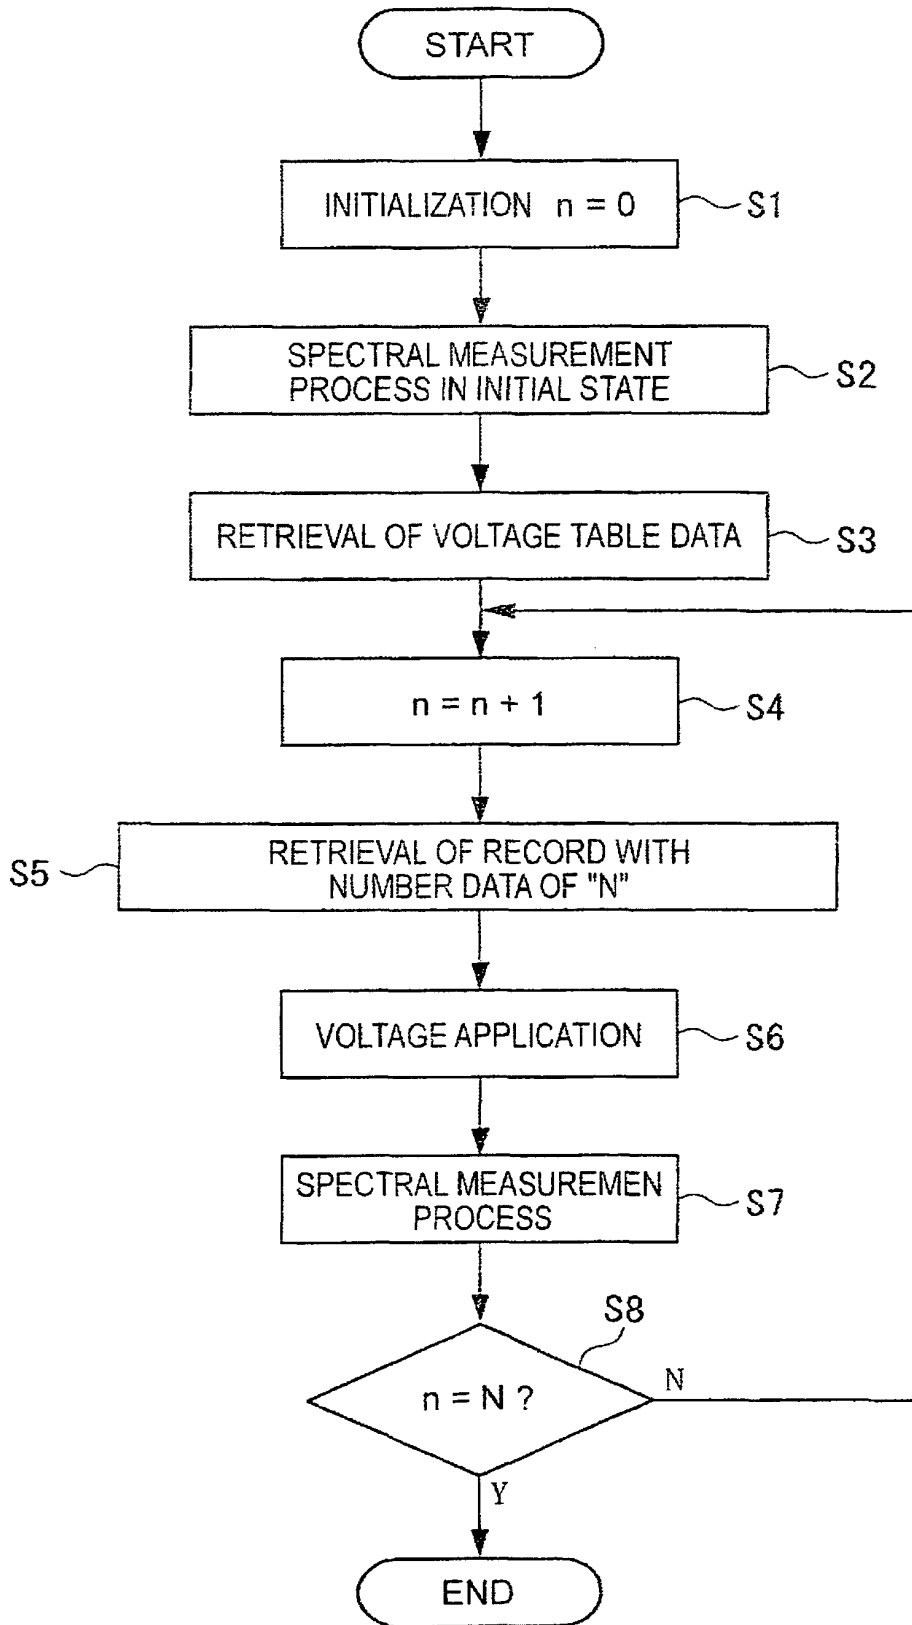 START
INITIALIZATION n = 0
S1
SPECTRAL MEASUREMENT
PROCESS IN INITIAL STATE
S2
RETRIEVAL OF VOLTAGE TABLE DATA
S3
n = n + 1
S4
S5
RETRIEVAL OF RECORD WITH
NUMBER DATA OF "N"
VOLTAGE APPLICATION
S6
SPECTRAL MEASUREMEN
PROCESS
S7
S8
n = N ?
N
Y
END